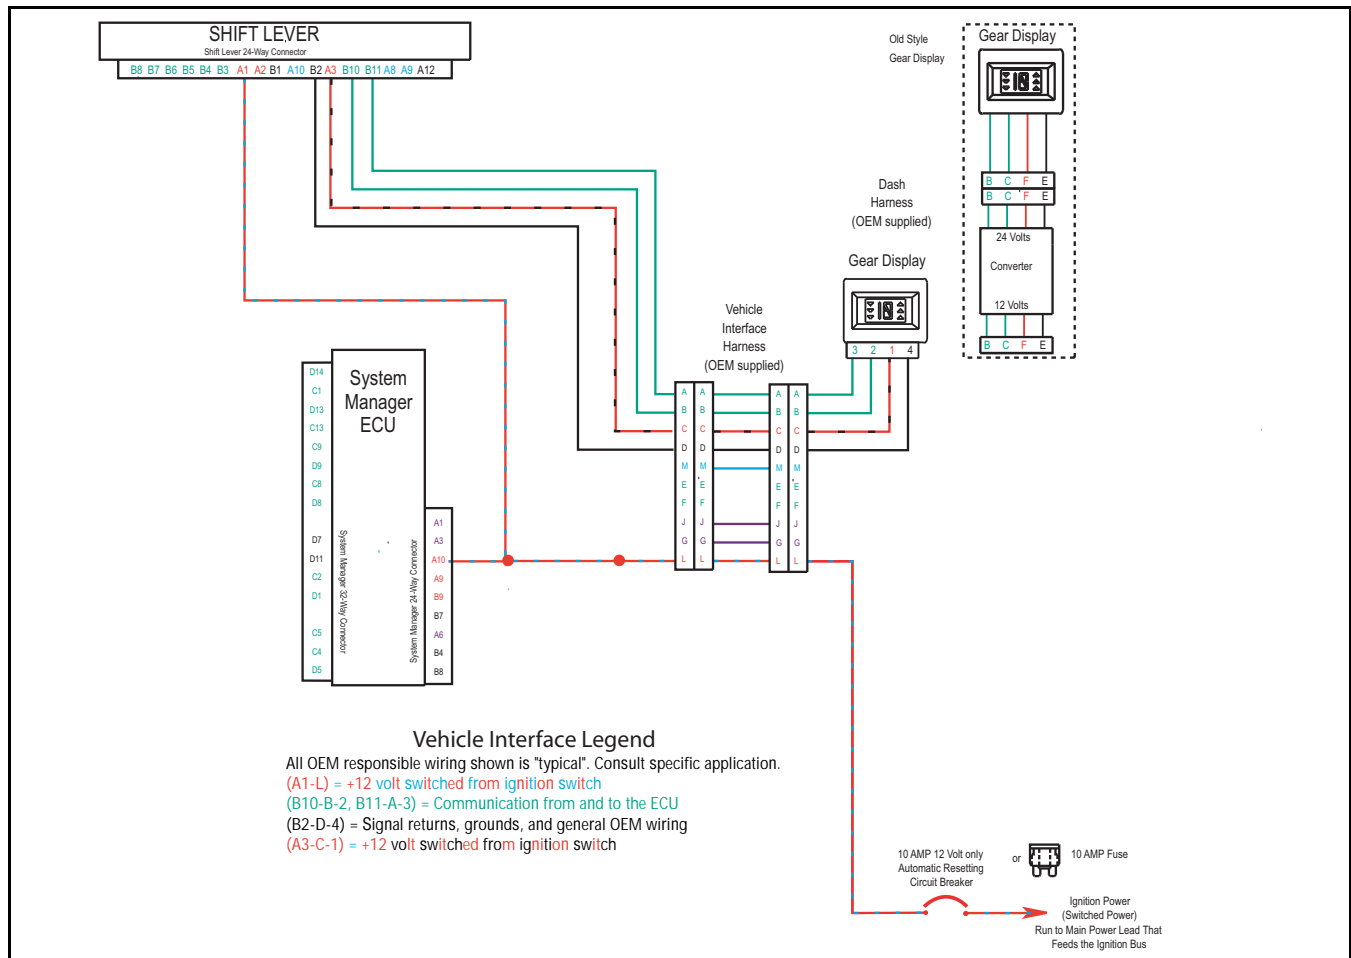 SHIFT LEVER
Shift Lever 24-Way Connector
B8 B7 B6 B5 B4 B3 A1 A2 B1 A10 B2 A3 B10 B11 A8 A9 A12
Old Style
Gear Display
Gear Display
B C F E
B C F E
24 Volts
Converter
12 Volts
B C F E
Dash
Harness
(OEM supplied)
Gear Display
3 2 1 4
Vehicle
Interface
Harness
(OEM supplied)
A A A A
B B B B
C C C C
D D D D
M M M M
E E E E
F F F F
J J J J
G G G G
L L L L
System
Manager
ECU
D14
C1
D13
C13
C9
D9
C8
D8
D7
D11
C2
D1
C5
C4
D5
System Manager 32-Way Connector
System Manager 24-Way Connector
A1
A3
A10
A9
B9
B7
A6
B4
B8
Vehicle Interface Legend
All OEM responsible wiring shown is "typical". Consult specific application.
(A1-L) = +12 volt switched from ignition switch
(B10-B-2, B11-A-3) = Communication from and to the ECU
(B2-D-4) = Signal returns, grounds, and general OEM wiring
(A3-C-1) = +12 volt switched from ignition switch
10 AMP 12 Volt only
Automatic Resetting
Circuit Breaker
or
10 AMP Fuse
Ignition Power
(Switched Power)
Run to Main Power Lead That
Feeds the Ignition Bus